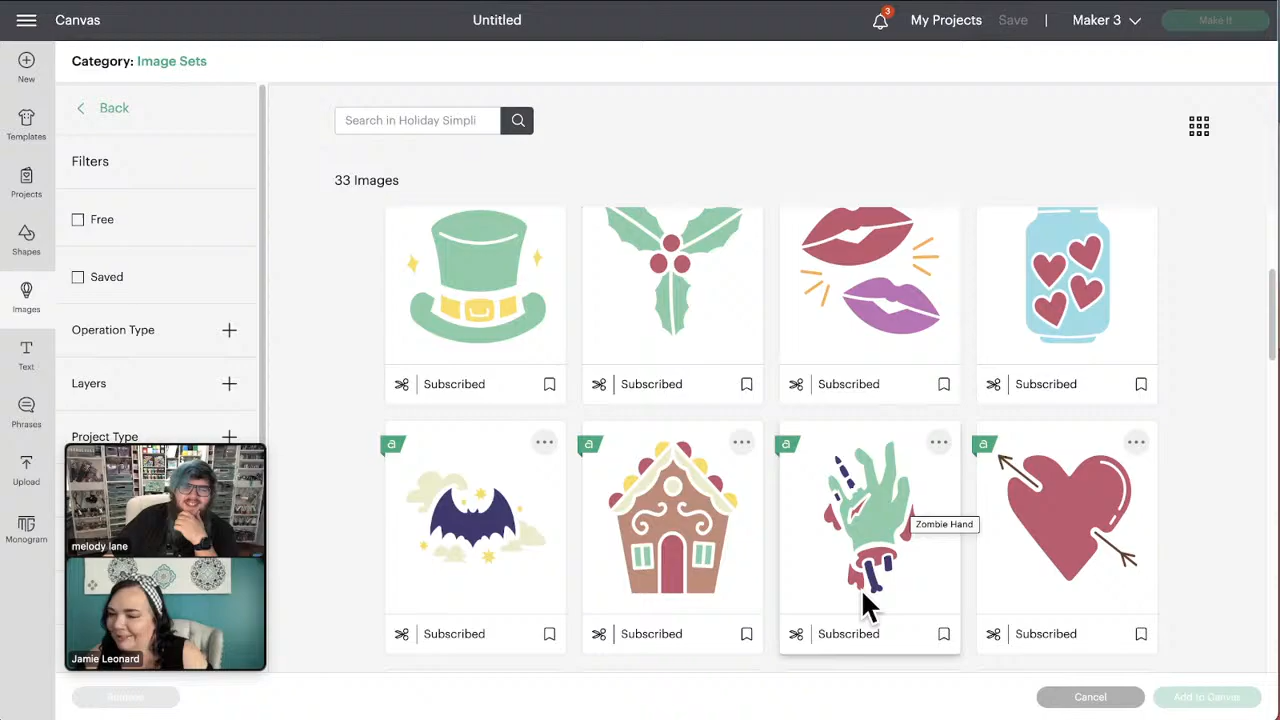 Canvas
Untitled
3
My Projects
Save
Maker 3
Make It
New
Templates
Projects
Shapes
Images
Text
Phrases
Upload
Monogram
Category: Image Sets
Back
Filters
Free
Saved
Operation Type
Layers
Project Type
melody lane
Jamie Leonard
Search in Holiday Simpli
33 Images
Subscribed
Subscribed
Subscribed
Subscribed
a
a
a
a
Zombie Hand
Subscribed
Subscribed
Subscribed
Subscribed
Cancel
Add to Canvas